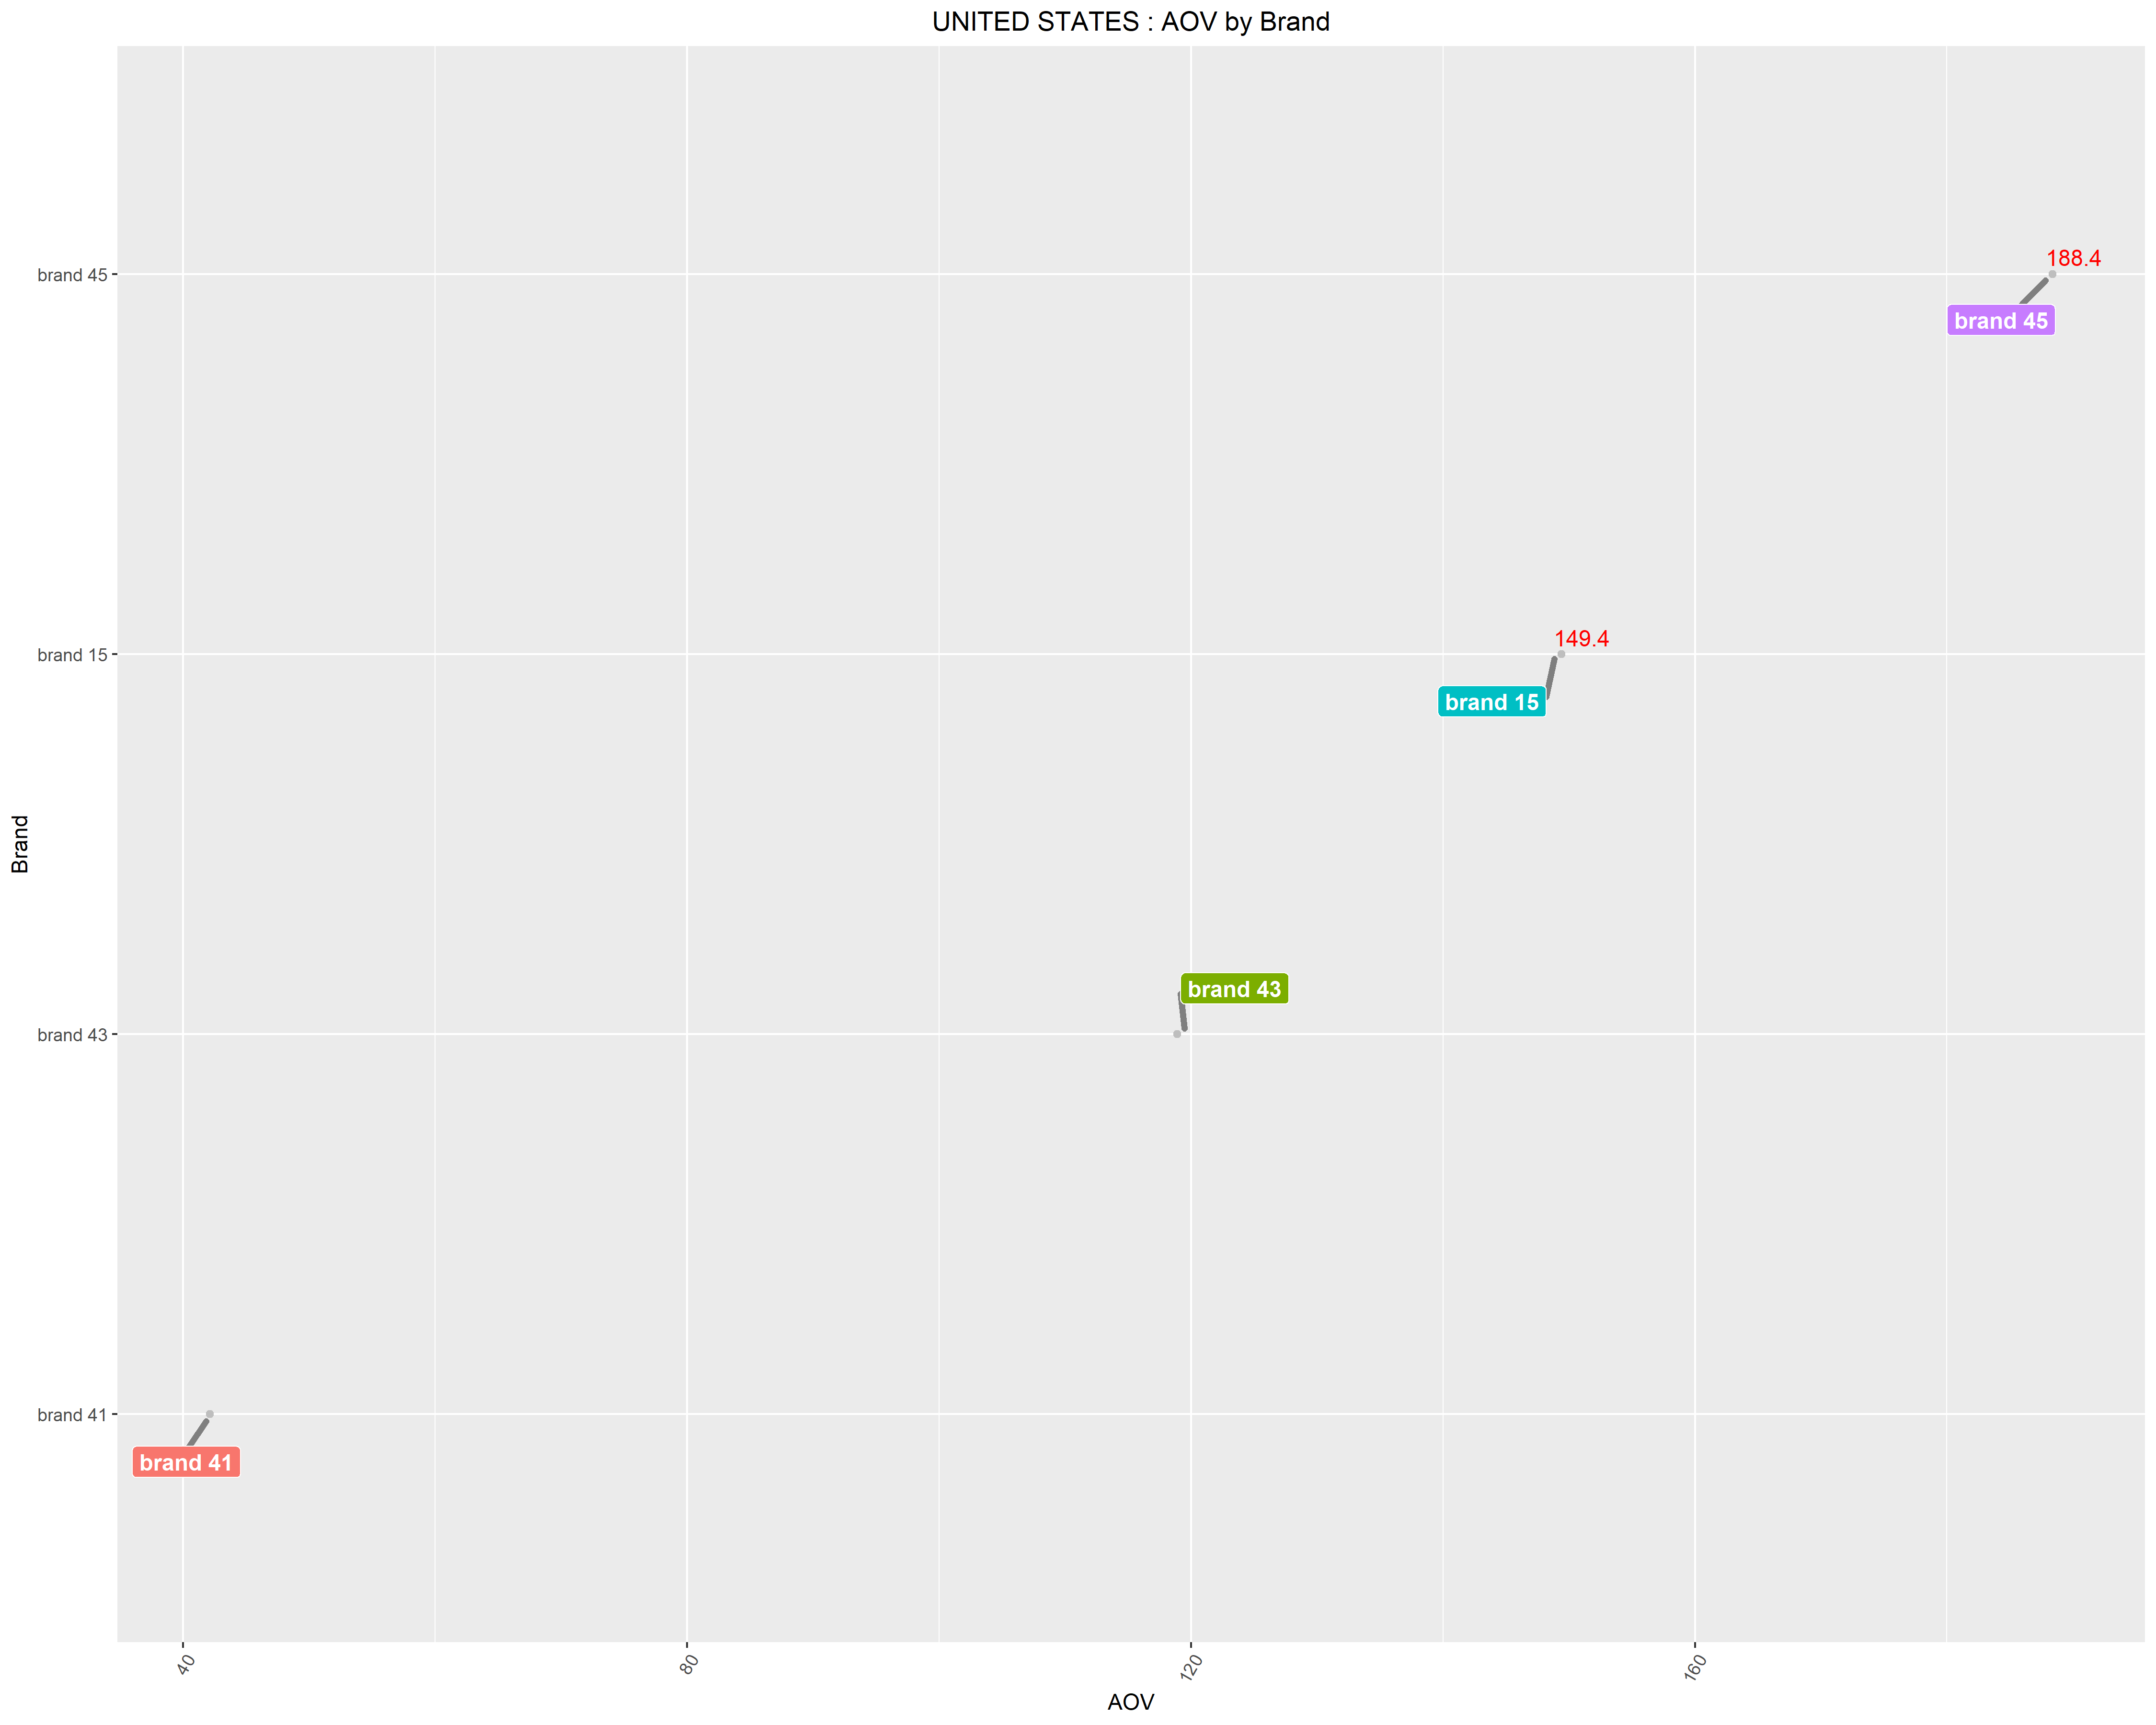 UNITED STATES : AOV by Brand
188.4
brand 45
brand 45
149.4
brand 15
brand 15
Brand
brand 43
brand 43
brand 41
brand 41
40
80
120
160
AOV